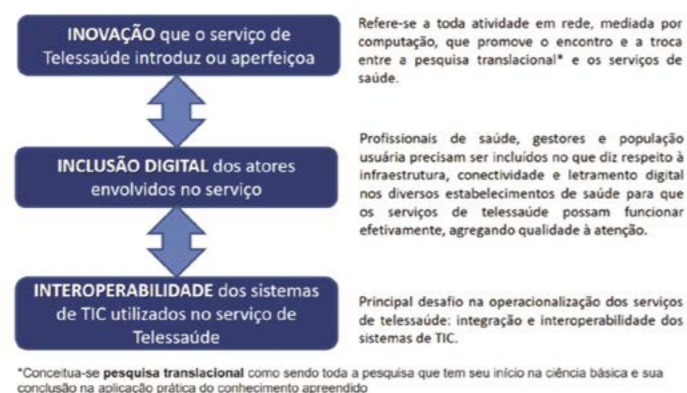 INOVAÇÃO que o serviço de
Telessaúde introduz ou aperfeiçoa
Refere-se a toda atividade em rede, mediada por
computação, que promove o encontro e a troca
entre a pesquisa translacional* e os serviços de
saúde.
INCLUSÃO DIGITAL dos atores
envolvidos no serviço
Profissionais de saúde, gestores e população
usuária precisam ser incluídos no que diz respeito à
infraestrutura, conectividade e letramento digital
nos diversos estabelecimentos de saúde para que
os serviços de telessaúde possam funcionar
efetivamente, agregando qualidade à atenção.
INTEROPERABILIDADE dos sistemas
de TIC utilizados no serviço de
Telessaúde
Principal desafio na operacionalização dos serviços
de telessaúde: integração e interoperabilidade dos
sistemas de TIC.
*Conceitua-se pesquisa translacional como sendo toda a pesquisa que tem seu início na ciência básica e sua
conclusão na aplicação prática do conhecimento apreendido